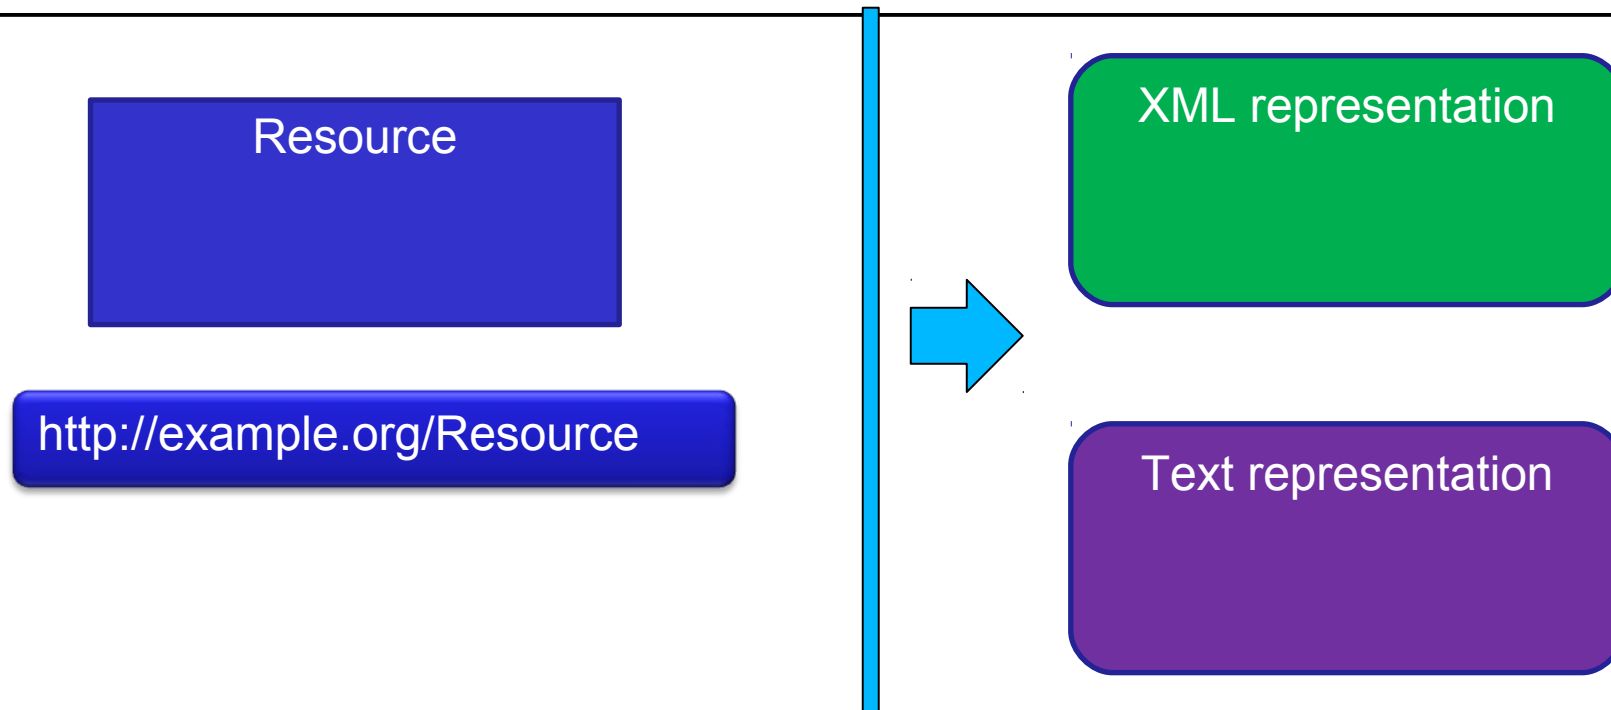 Resource
http://example.org/Resource
XML representation
Text representation